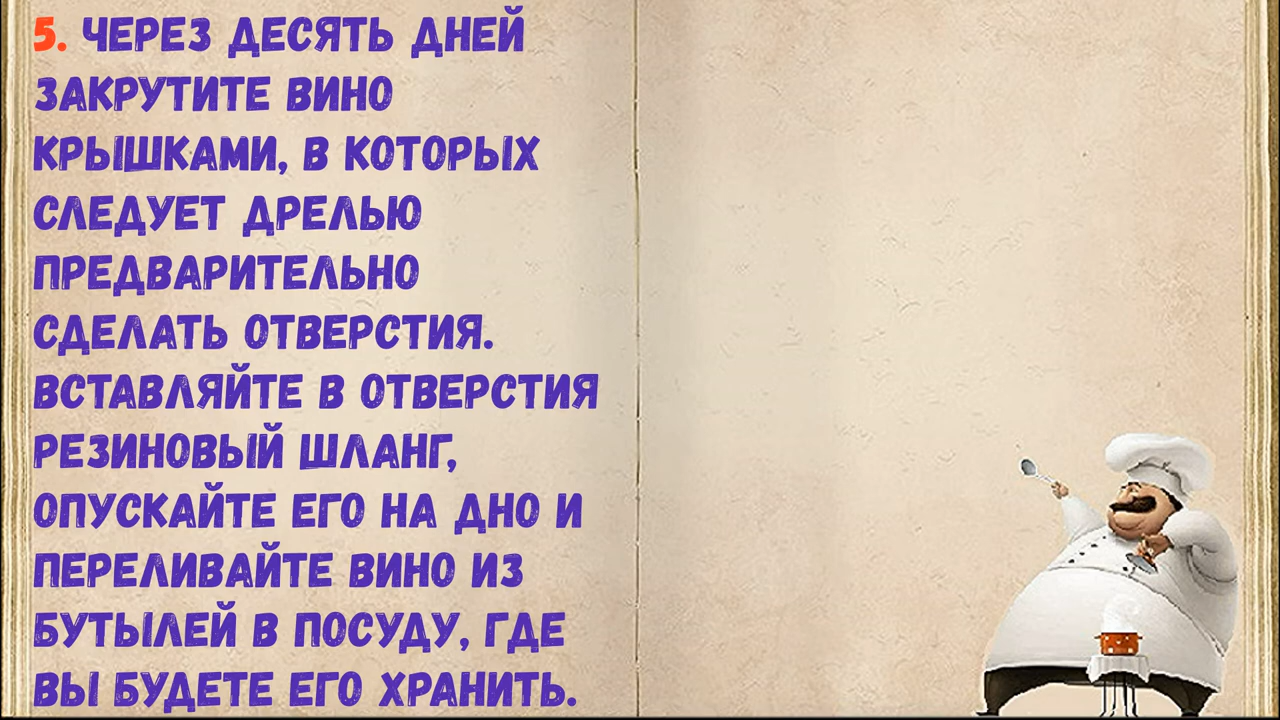 5. ЧЕРЕЗ ДЕСЯТЬ ДНЕЙ
ЗАКРУТИТЕ ВИНО
КРЫШКАМИ, В КОТОРЫХ
СЛЕДУЕТ ДРЕЛЬЮ
ПРЕДВАРИТЕЛЬНО
СДЕЛАТЬ ОТВЕРСТИЯ.
ВСТАВЛЯЙТЕ В ОТВЕРСТИЯ
РЕЗИНОВЫЙ ШЛАНГ,
ОПУСКАЙТЕ ЕГО НА ДНО И
ПЕРЕЛИВАЙТЕ ВИНО ИЗ
БУТЫЛЕЙ В ПОСУДУ, ГДЕ
ВЫ БУДЕТЕ ЕГО ХРАНИТЬ.